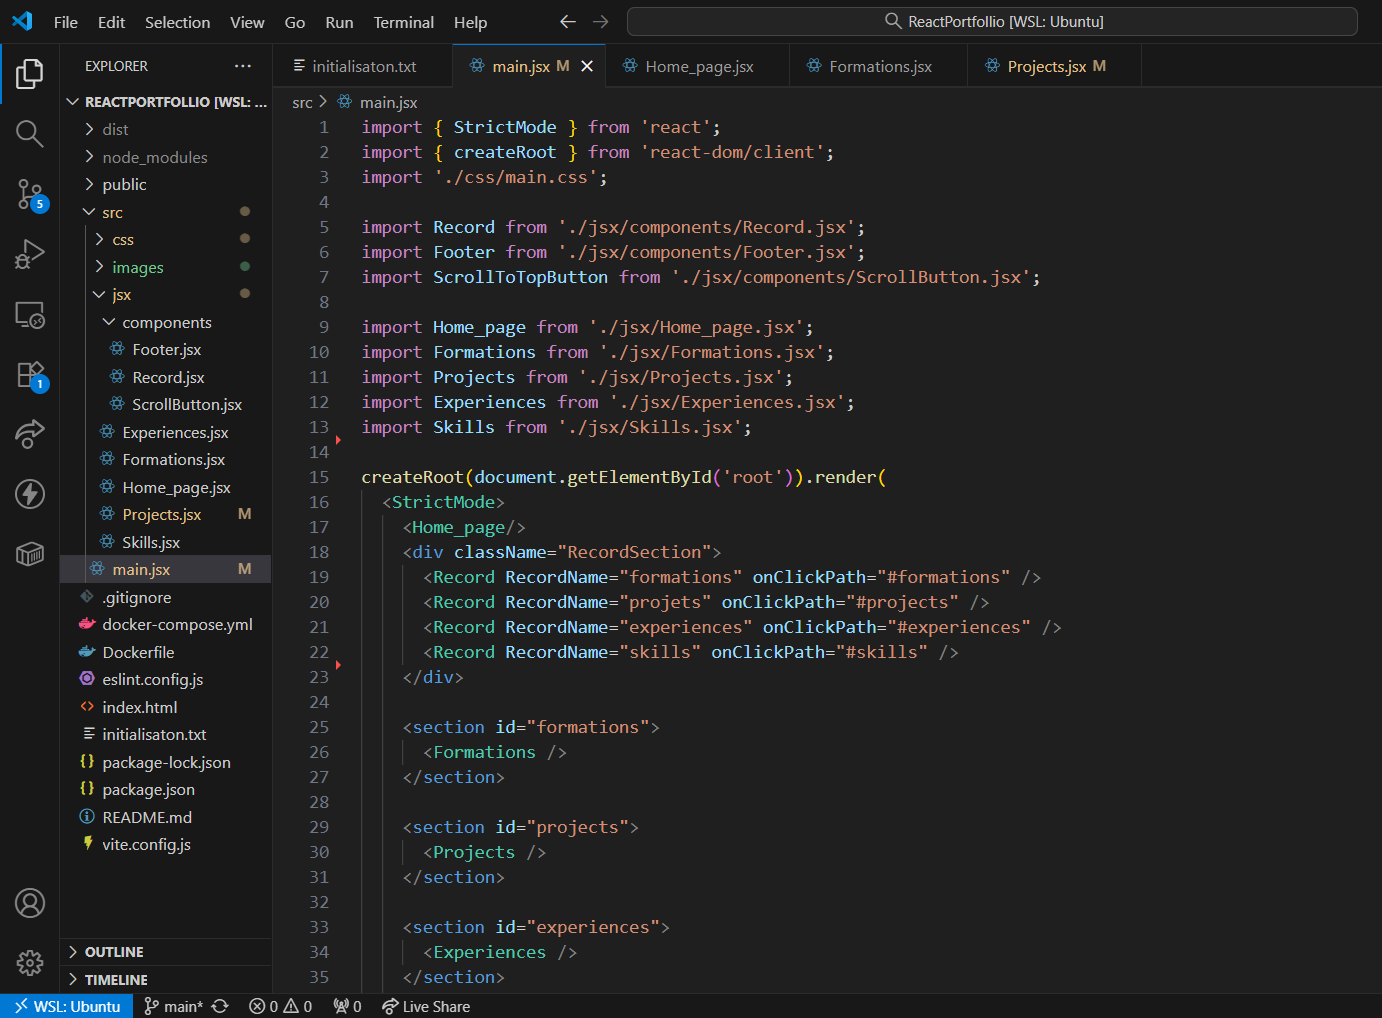 File Edit Selection View Go Run Terminal Help
ReactPortfollio [WSL: Ubuntu]
EXPLORER
REACTPORTFOLLIO [WSL: ...
dist
node_modules
public
src
css
images
jsx
components
Footer.jsx
Record.jsx
ScrollButton.jsx
Experiences.jsx
Formations.jsx
Home_page.jsx
Projects.jsx M
Skills.jsx
main.jsx M
.gitignore
docker-compose.yml
Dockerfile
eslint.config.js
index.html
initialisaton.txt
package-lock.json
package.json
README.md
vite.config.js
OUTLINE
TIMELINE
5
1
initialisaton.txt
main.jsx M
Home_page.jsx
Formations.jsx
Projects.jsx M
src > main.jsx
1 import { StrictMode } from 'react';
2 import { createRoot } from 'react-dom/client';
3 import './css/main.css';
4
5 import Record from './jsx/components/Record.jsx';
6 import Footer from './jsx/components/Footer.jsx';
7 import ScrollToTopButton from './jsx/components/ScrollButton.jsx';
8
9 import Home_page from './jsx/Home_page.jsx';
10 import Formations from './jsx/Formations.jsx';
11 import Projects from './jsx/Projects.jsx';
12 import Experiences from './jsx/Experiences.jsx';
13 import Skills from './jsx/Skills.jsx';
14
15 createRoot(document.getElementById('root')).render(
16 <StrictMode>
17 <Home_page/>
18 <div className="RecordSection">
19 <Record RecordName="formations" onClickPath="#formations" />
20 <Record RecordName="projets" onClickPath="#projects" />
21 <Record RecordName="experiences" onClickPath="#experiences" />
22 <Record RecordName="skills" onClickPath="#skills" />
23 </div>
24
25 <section id="formations">
26 <Formations />
27 </section>
28
29 <section id="projects">
30 <Projects />
31 </section>
32
33 <section id="experiences">
34 <Experiences />
35 </section>
WSL: Ubuntu main* 0 0 0 Live Share